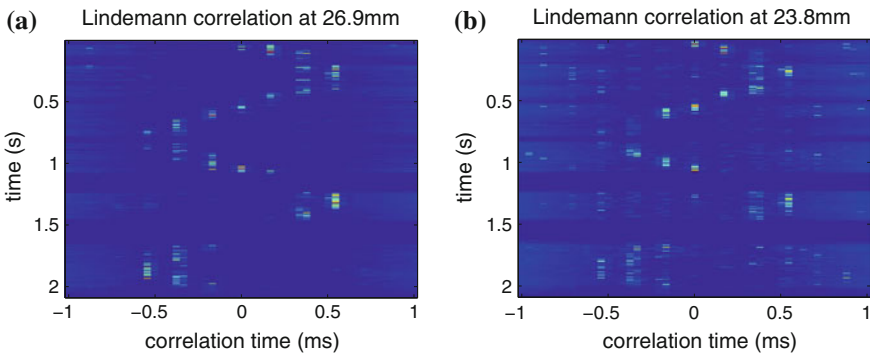 (a) Lindemann correlation at 26.9mm
time (s)
0.5
1
1.5
2
−1 −0.5 0 0.5 1
correlation time (ms)
(b) Lindemann correlation at 23.8mm
time (s)
0.5
1
1.5
2
−1 −0.5 0 0.5 1
correlation time (ms)